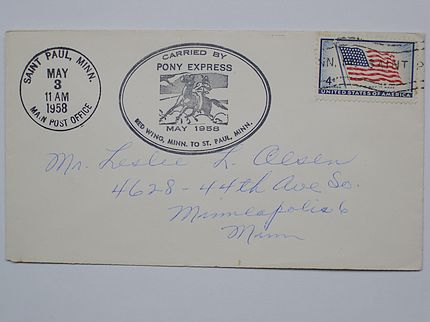 SAINT PAUL, MINN.
MAY
3
11 AM
1958
MAIN POST OFFICE
CARRIED BY
PONY EXPRESS
MAY 1958
RED WING, MINN. TO ST. PAUL, MINN.
N. SAINT P
4¢
UNITED STATES OF AMERICA
Mr. Leslie L. Olsen
4628 - 44th Ave So.
Minneapolis 6
Minn